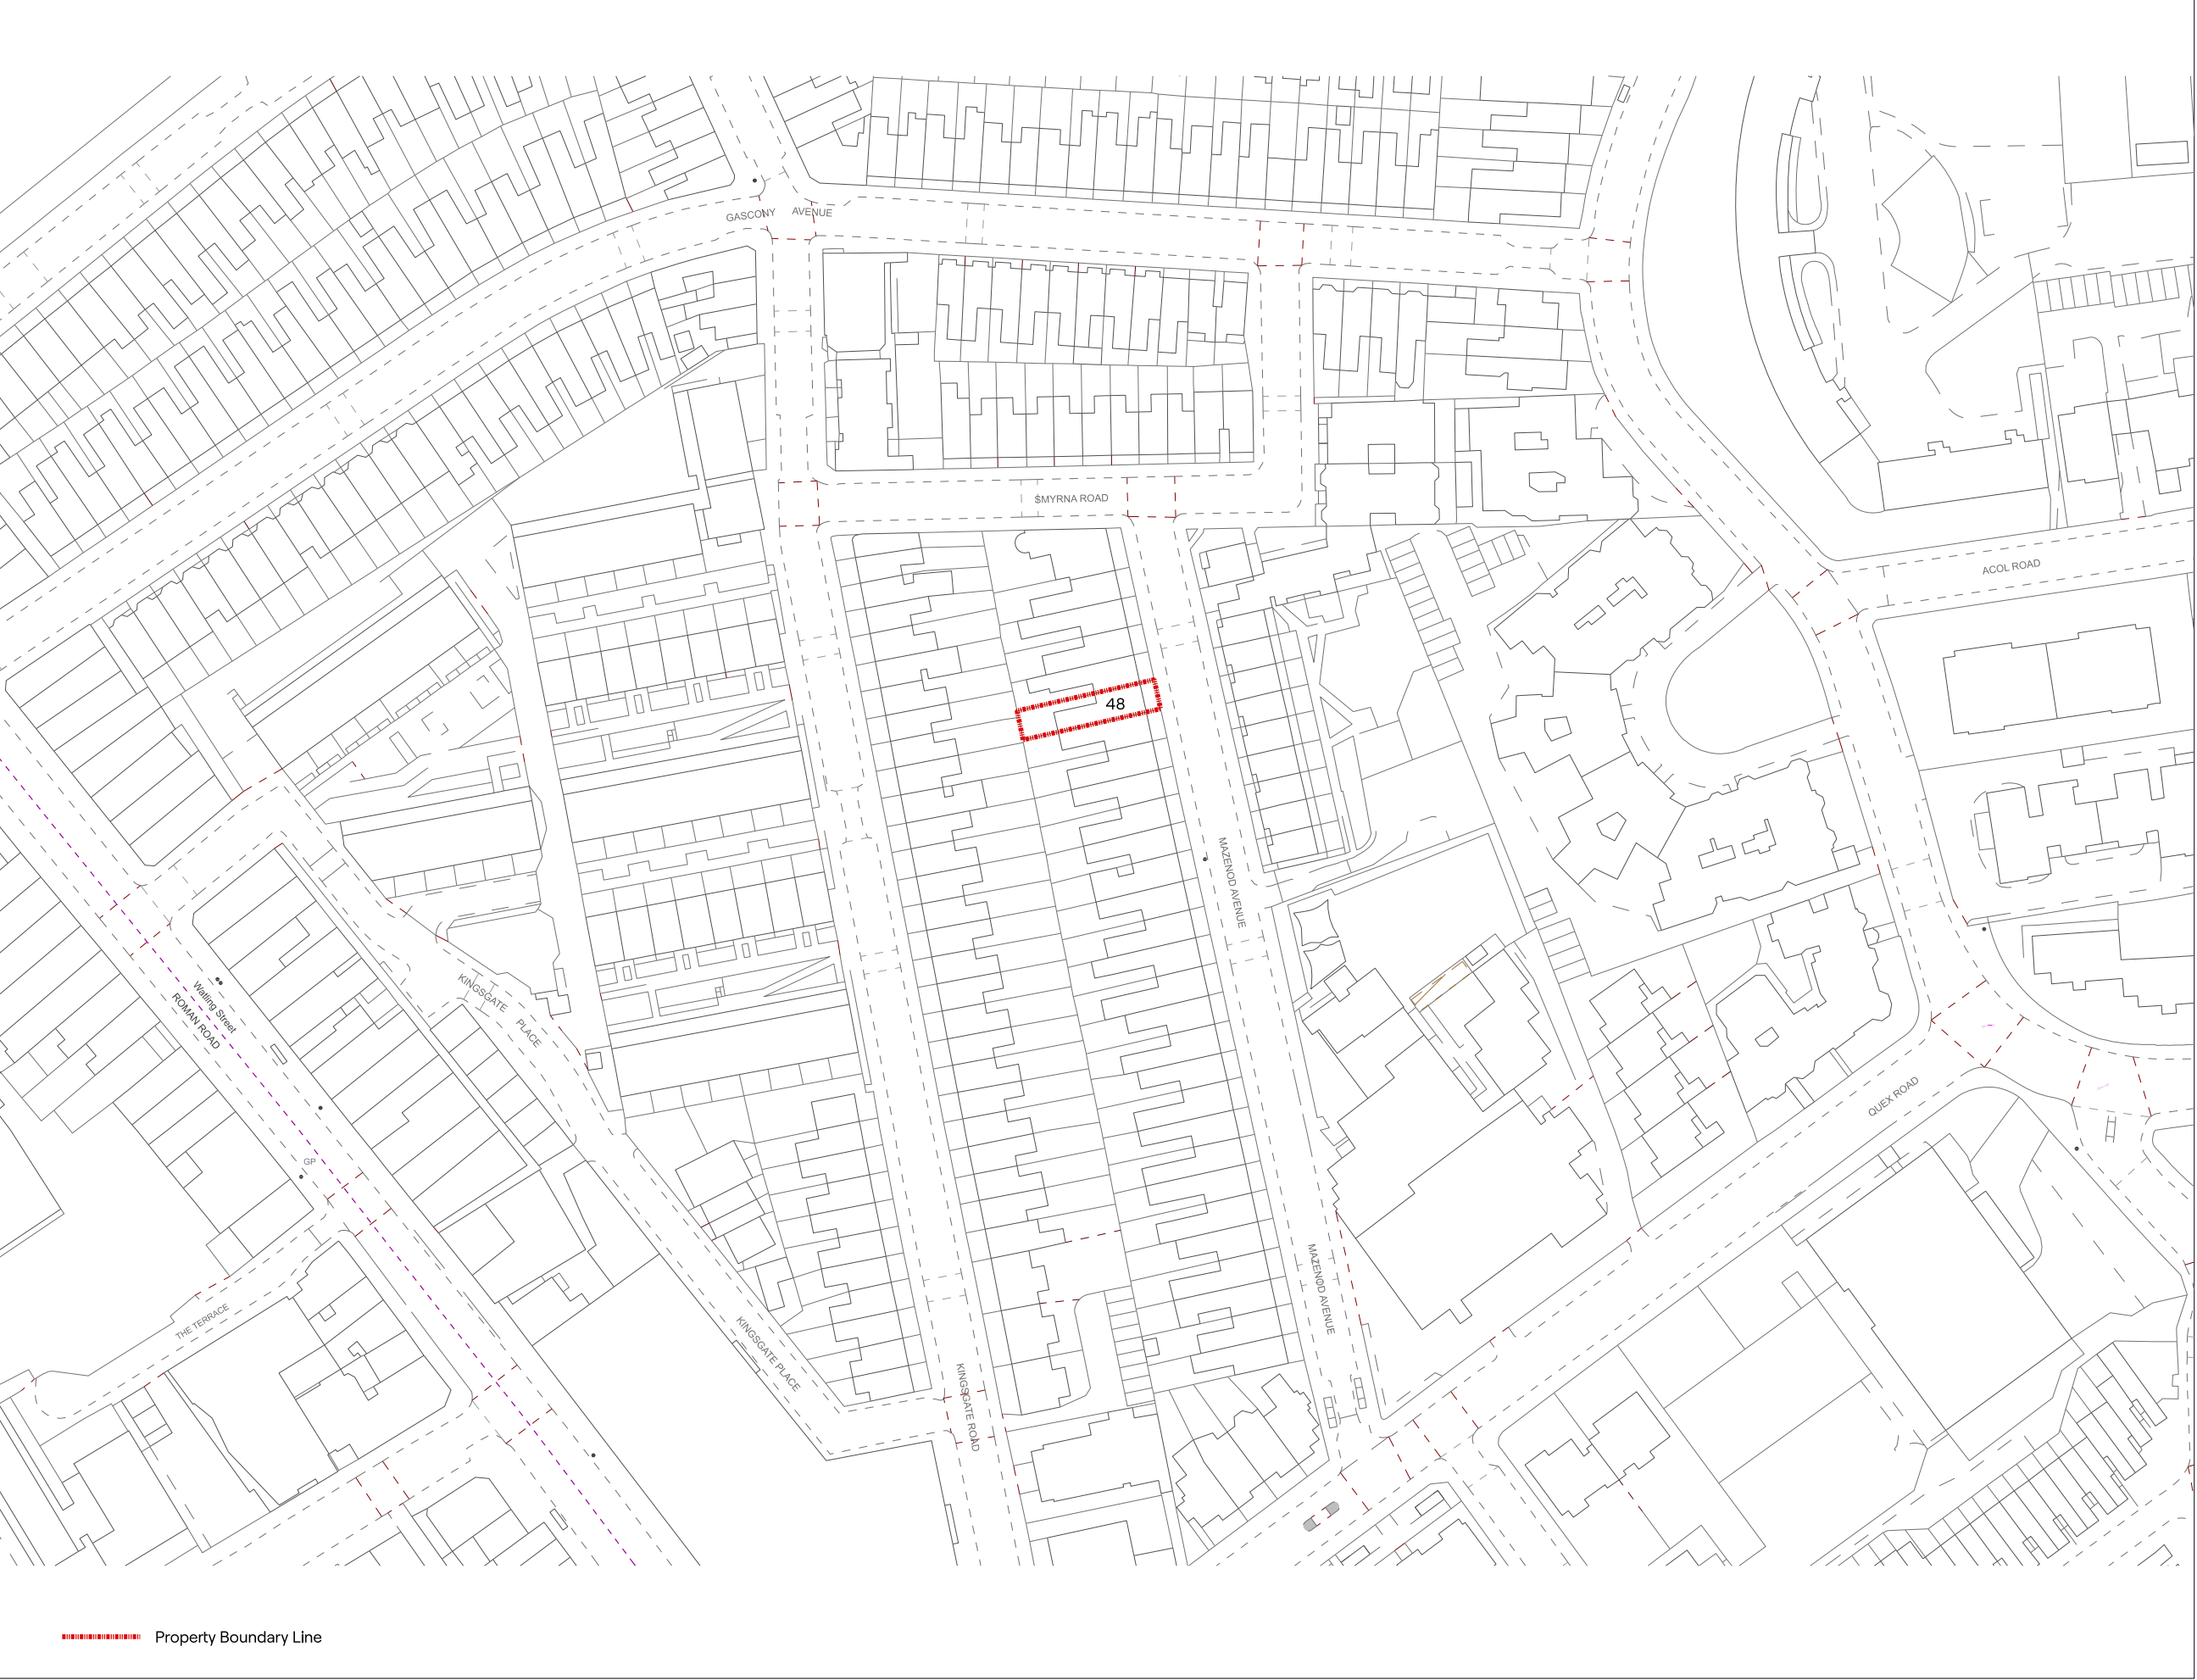 GASCONY AVENUE
SMYRNA ROAD
ACOL ROAD
48
MAZENOD AVENUE
KINGSGATE
PLACE
Watling Street
ROMAN ROAD
QUEX ROAD
GP
THE TERRACE
MAZENOD AVENUE
KINGSGATE PLACE
KINGSGATE ROAD
Property Boundary Line